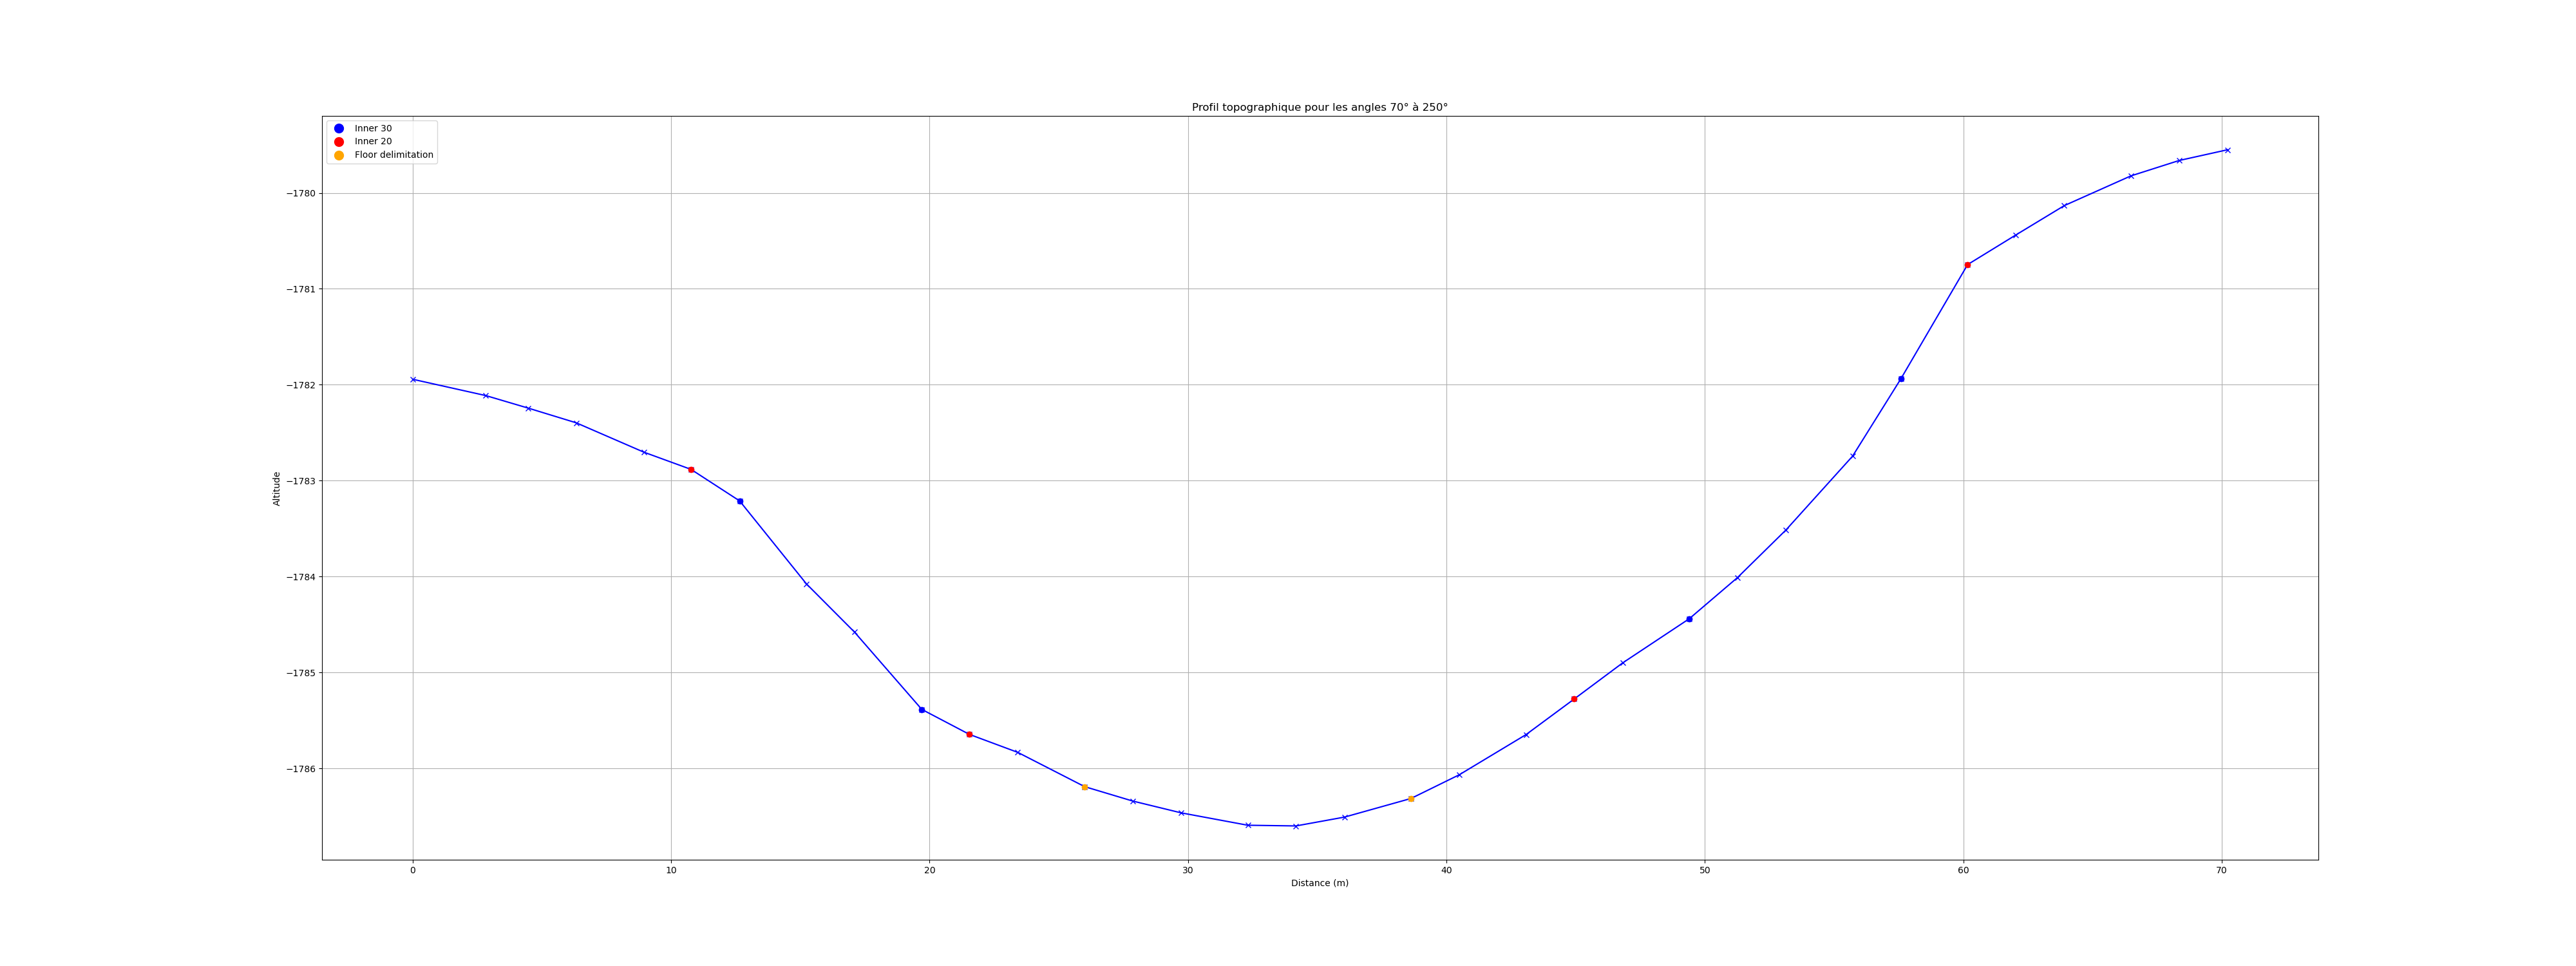 Profil topographique pour les angles 70° à 250°
Inner 30
Inner 20
Floor delimitation
−1780
−1781
−1782
−1783
−1784
−1785
−1786
Altitude
0 10 20 30 40 50 60 70
Distance (m)